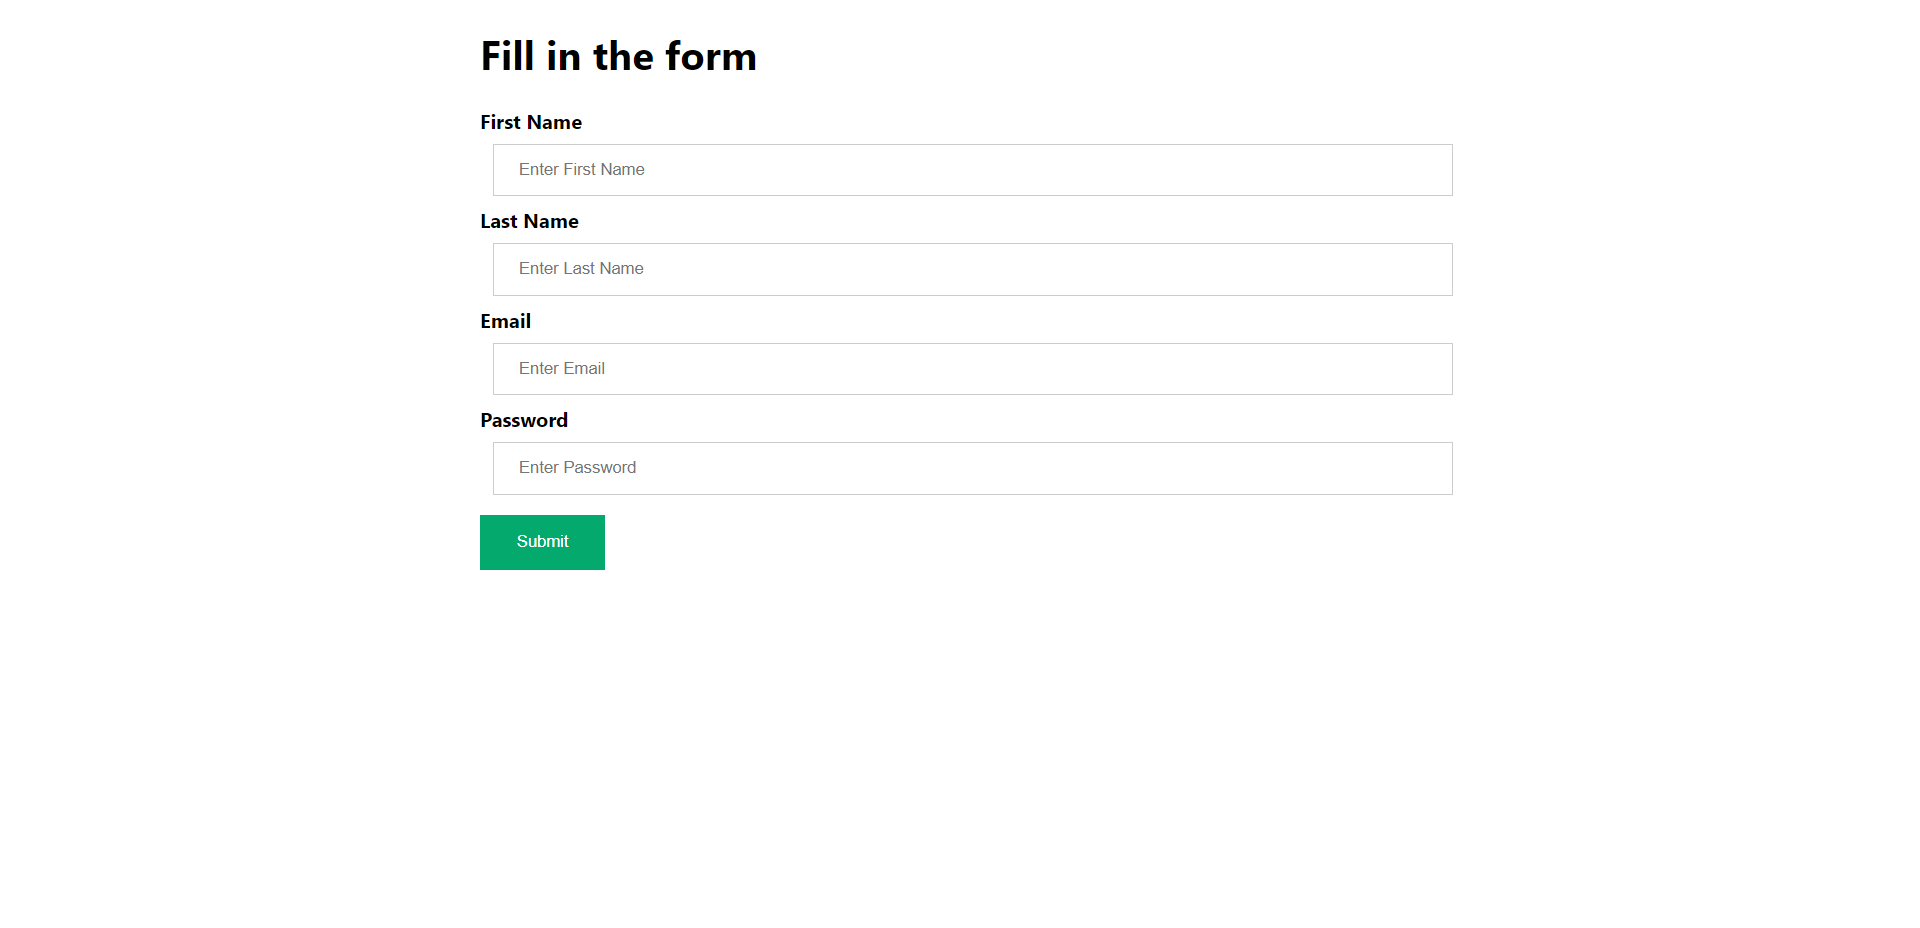 Fill in the form
First Name
Enter First Name
Last Name
Enter Last Name
Email
Enter Email
Password
Enter Password
Submit